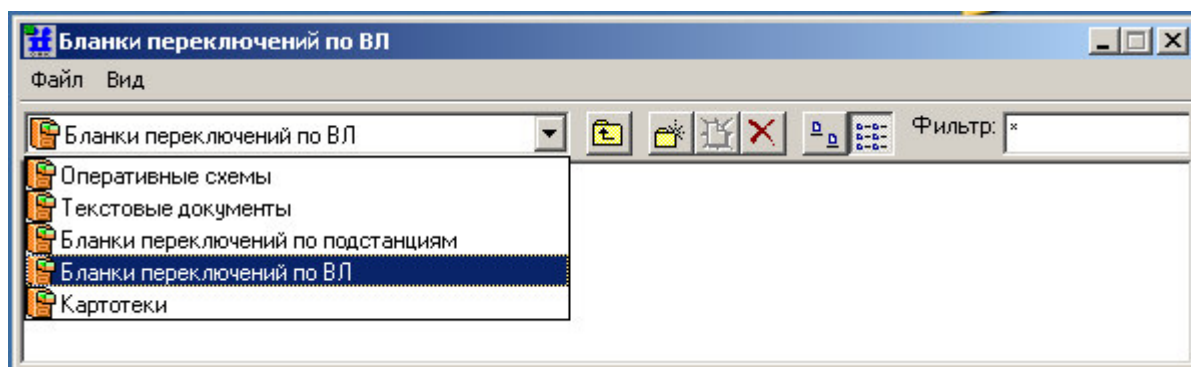 Бланки переключений по ВЛ
Файл Вид
Бланки переключений по ВЛ Фильтр: *
Оперативные схемы
Текстовые документы
Бланки переключений по подстанциям
Бланки переключений по ВЛ
Картотеки